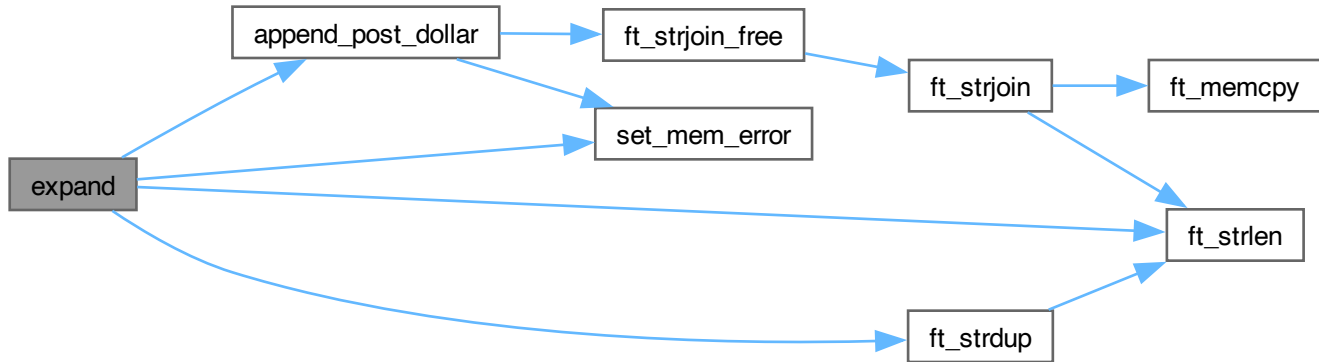 append_post_dollar
ft_strjoin_free
ft_strjoin
ft_memcpy
set_mem_error
expand
ft_strlen
ft_strdup